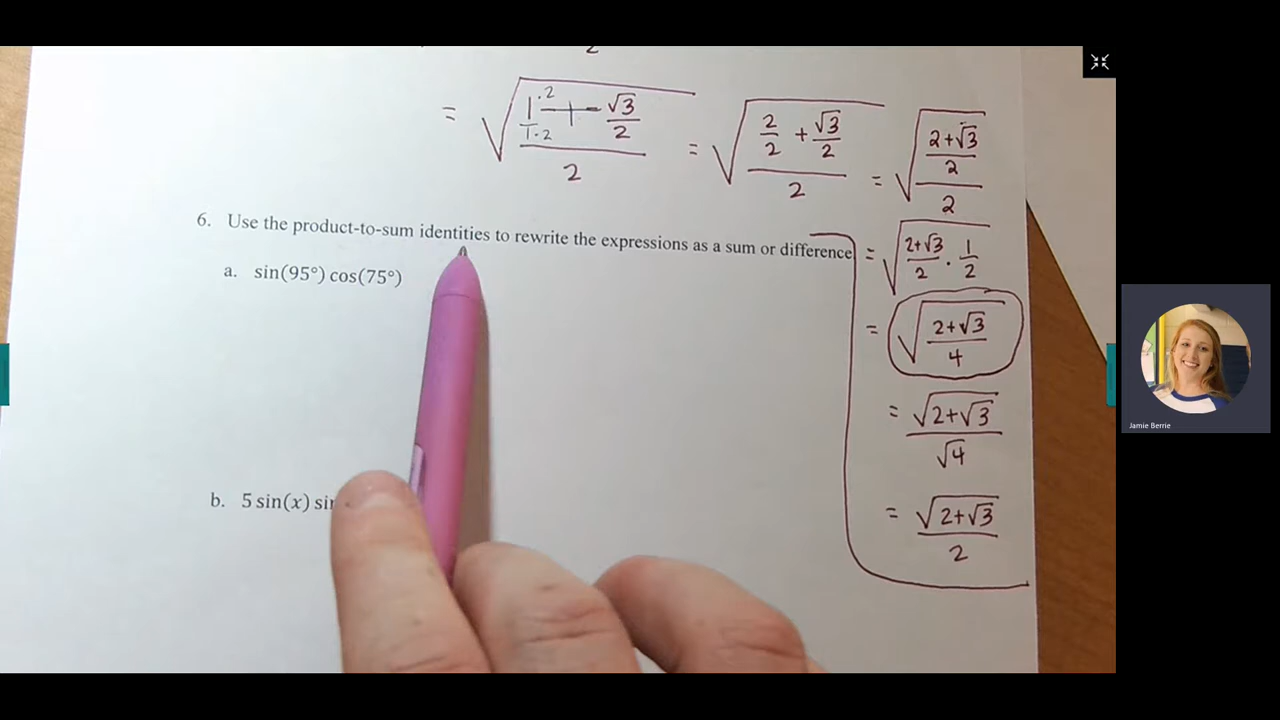 2
= √(1·2/1·2 + √3/2)/2 = √(2/2 + √3/2)/2 = √((2+√3)/2)/2
6. Use the product-to-sum identities to rewrite the expressions as a sum or difference
= √(2+√3)/2 · 1/2
a. sin(95°) cos(75°)
= √(2+√3)/4
= √2+√3/√4
b. 5 sin(x) sin
= √2+√3/2
Jamie Berrie